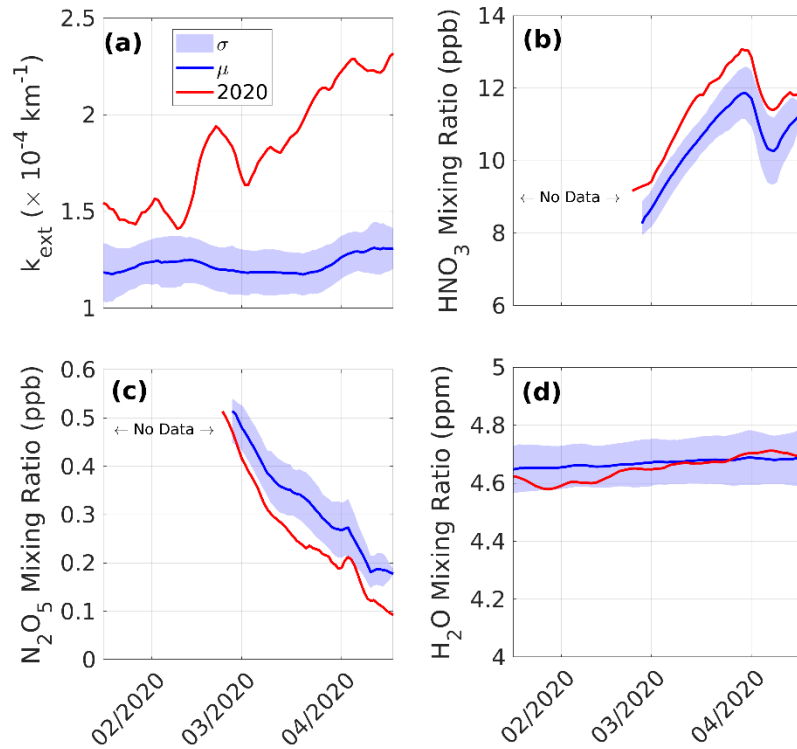 (a)
σ
μ
2020
2.5
2
1.5
1
k_ext (× 10⁻⁴ km⁻¹)
(b)
← No Data →
14
12
10
8
6
HNO₃ Mixing Ratio (ppb)
(c)
← No Data →
0.6
0.5
0.4
0.3
0.2
0.1
0
N₂O₅ Mixing Ratio (ppb)
02/2020
03/2020
04/2020
(d)
5
4.8
4.6
4.4
4.2
4
H₂O Mixing Ratio (ppm)
02/2020
03/2020
04/2020